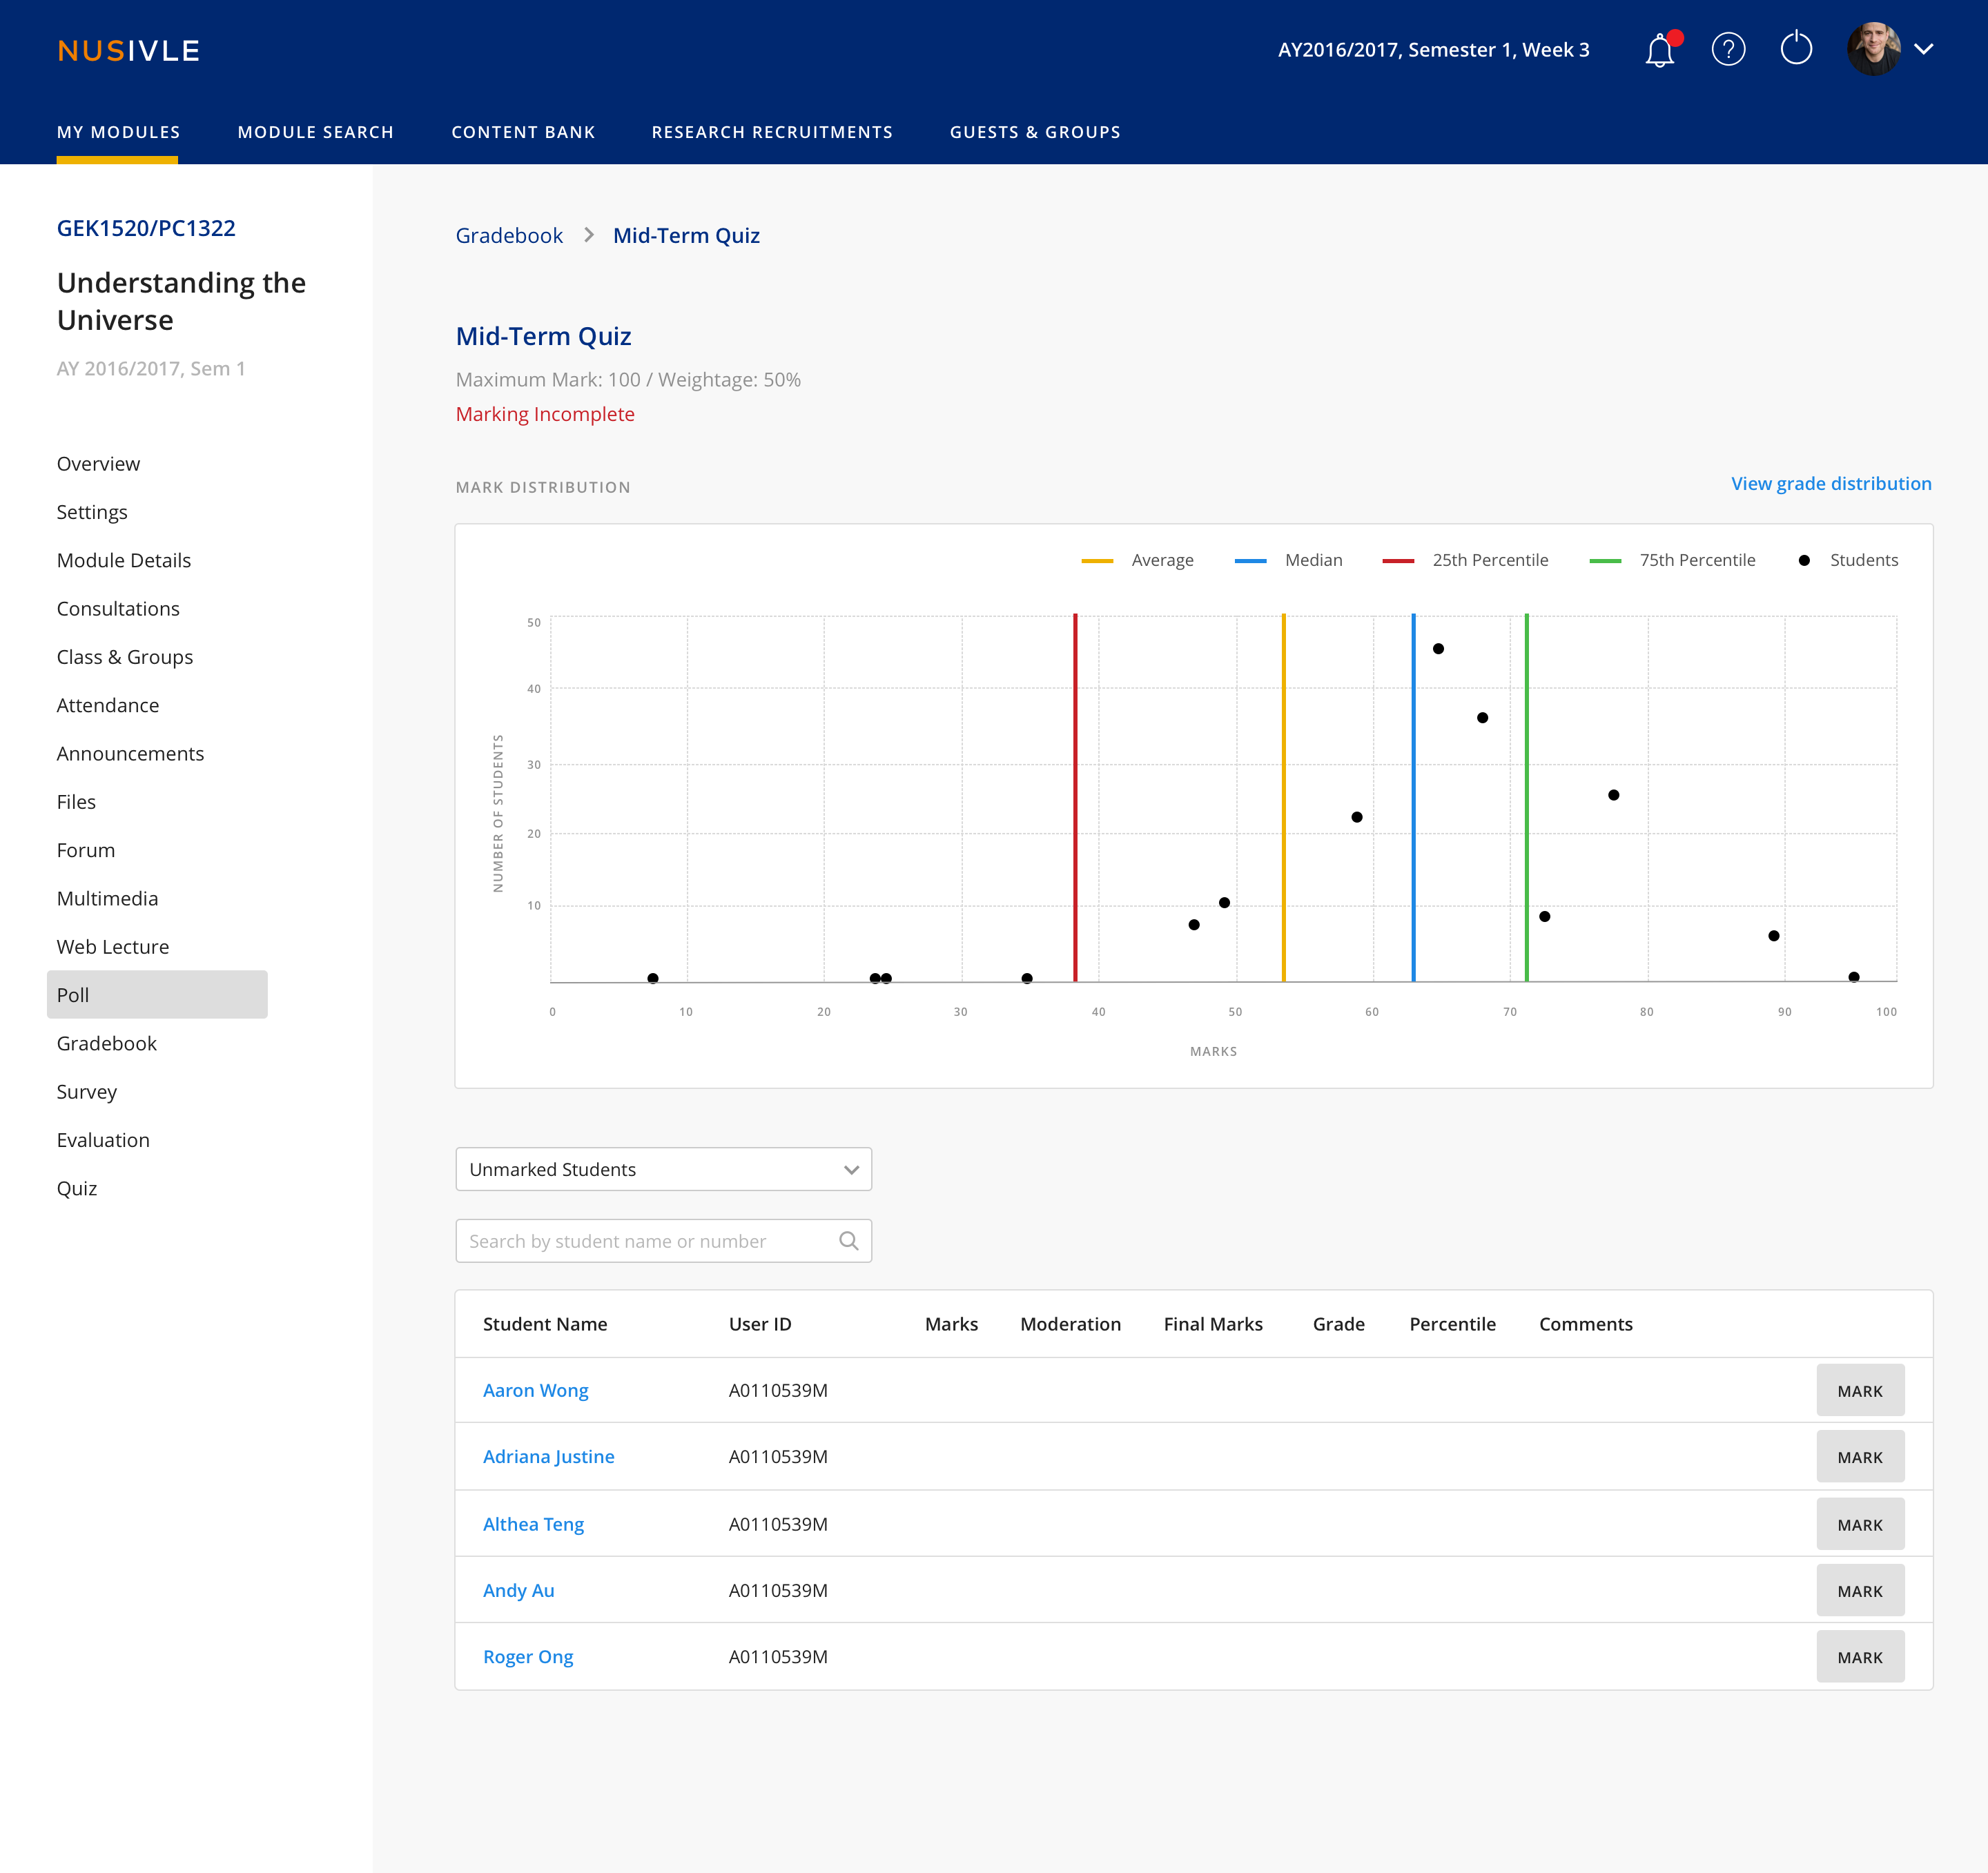 NUSIVLE
AY2016/2017, Semester 1, Week 3
MY MODULES
MODULE SEARCH
CONTENT BANK
RESEARCH RECRUITMENTS
GUESTS & GROUPS
GEK1520/PC1322
Understanding the
Universe
AY 2016/2017, Sem 1
Overview
Settings
Module Details
Consultations
Class & Groups
Attendance
Announcements
Files
Forum
Multimedia
Web Lecture
Poll
Gradebook
Survey
Evaluation
Quiz
Gradebook > Mid-Term Quiz
Mid-Term Quiz
Maximum Mark: 100 / Weightage: 50%
Marking Incomplete
MARK DISTRIBUTION
View grade distribution
Average Median 25th Percentile 75th Percentile Students
NUMBER OF STUDENTS
50
40
30
20
10
0 10 20 30 40 50 60 70 80 90 100
MARKS
Unmarked Students
Search by student name or number
Student Name User ID Marks Moderation Final Marks Grade Percentile Comments
Aaron Wong A0110539M MARK
Adriana Justine A0110539M MARK
Althea Teng A0110539M MARK
Andy Au A0110539M MARK
Roger Ong A0110539M MARK